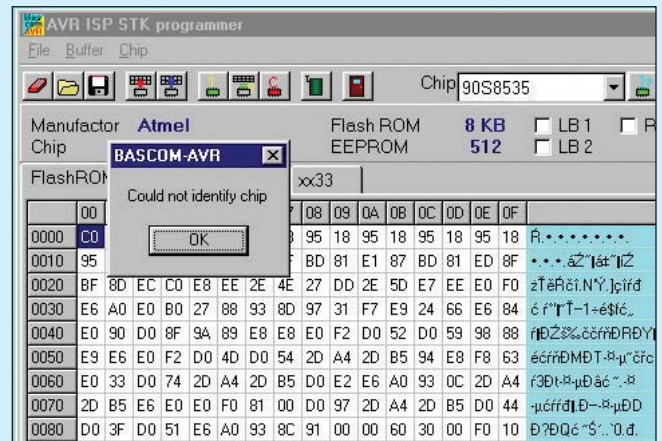 AVR ISP STK programmer
File Buffer Chip
Chip 90S8535
Manufactor Atmel Flash ROM 8 KB LB 1
Chip EEPROM 512 LB 2
BASCOM-AVR
Could not identify chip
OK
FlashROM xx33
00 08 09 0A 0B 0C 0D 0E 0F
0000 C0 95 18 95 18 95 18 95 18
0010 95 BD 81 E1 87 BD 81 ED 8F
0020 BF 8D EC C0 E8 EE 2E 4E 27 DD 2E 5D E7 EE E0 F0
0030 E6 A0 E0 B0 27 88 93 8D 97 31 F7 E9 24 66 E6 84
0040 E0 90 D0 8F 9A 89 E8 E8 E0 F2 D0 52 D0 59 98 88
0050 E9 E6 E0 F2 D0 4D D0 54 2D A4 2D B5 94 E8 F8 63
0060 E0 33 D0 74 2D A4 2D B5 D0 E2 E6 A0 93 0C 2D A4
0070 2D B5 E6 E0 E0 F0 81 00 D0 97 2D A4 2D B5 D0 44
0080 D0 3F D0 51 E6 A0 93 8C 91 00 00 60 30 00 F0 10